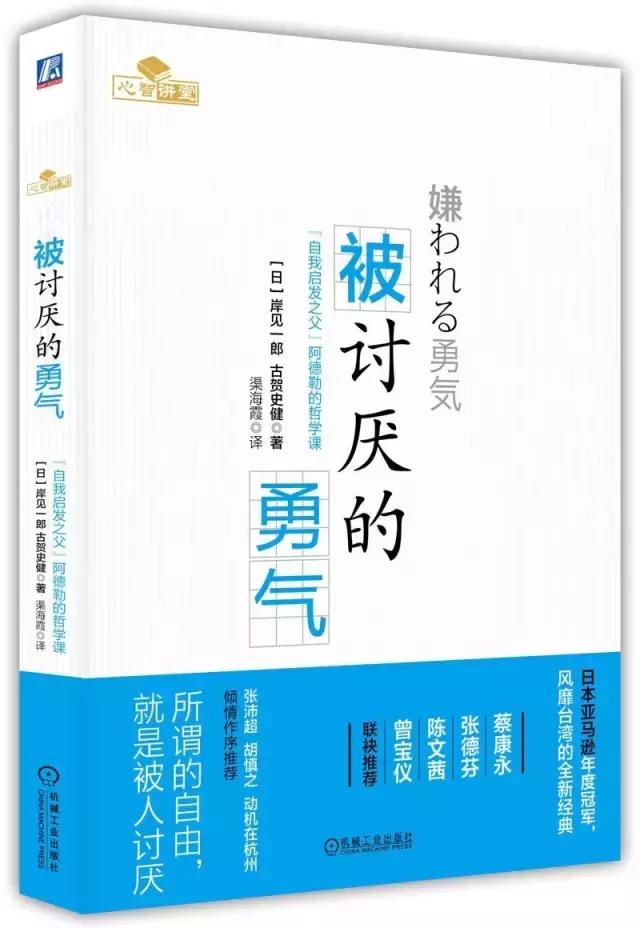 心智讲堂
嫌われる勇気
被讨厌的
勇气
「自我启发之父」阿德勒的哲学课
[日]岸见一郎 古贺史健◎著
渠海霞◎译
日本亚马逊年度冠军，
风靡台湾的全新经典
蔡康永
张德芬
陈文茜
曾宝仪
联袂推荐
张沛超 胡慎之 动机在杭州
倾情作序推荐
所谓的自由，
就是被人讨厌
机械工业出版社
CHINA MACHINE PRESS
心智讲堂
被讨厌的勇气
「自我启发之父」阿德勒的哲学课
[日]岸见一郎 古贺史健◎著 渠海霞◎译
机械工业出版社
CHINA MACHINE PRESS